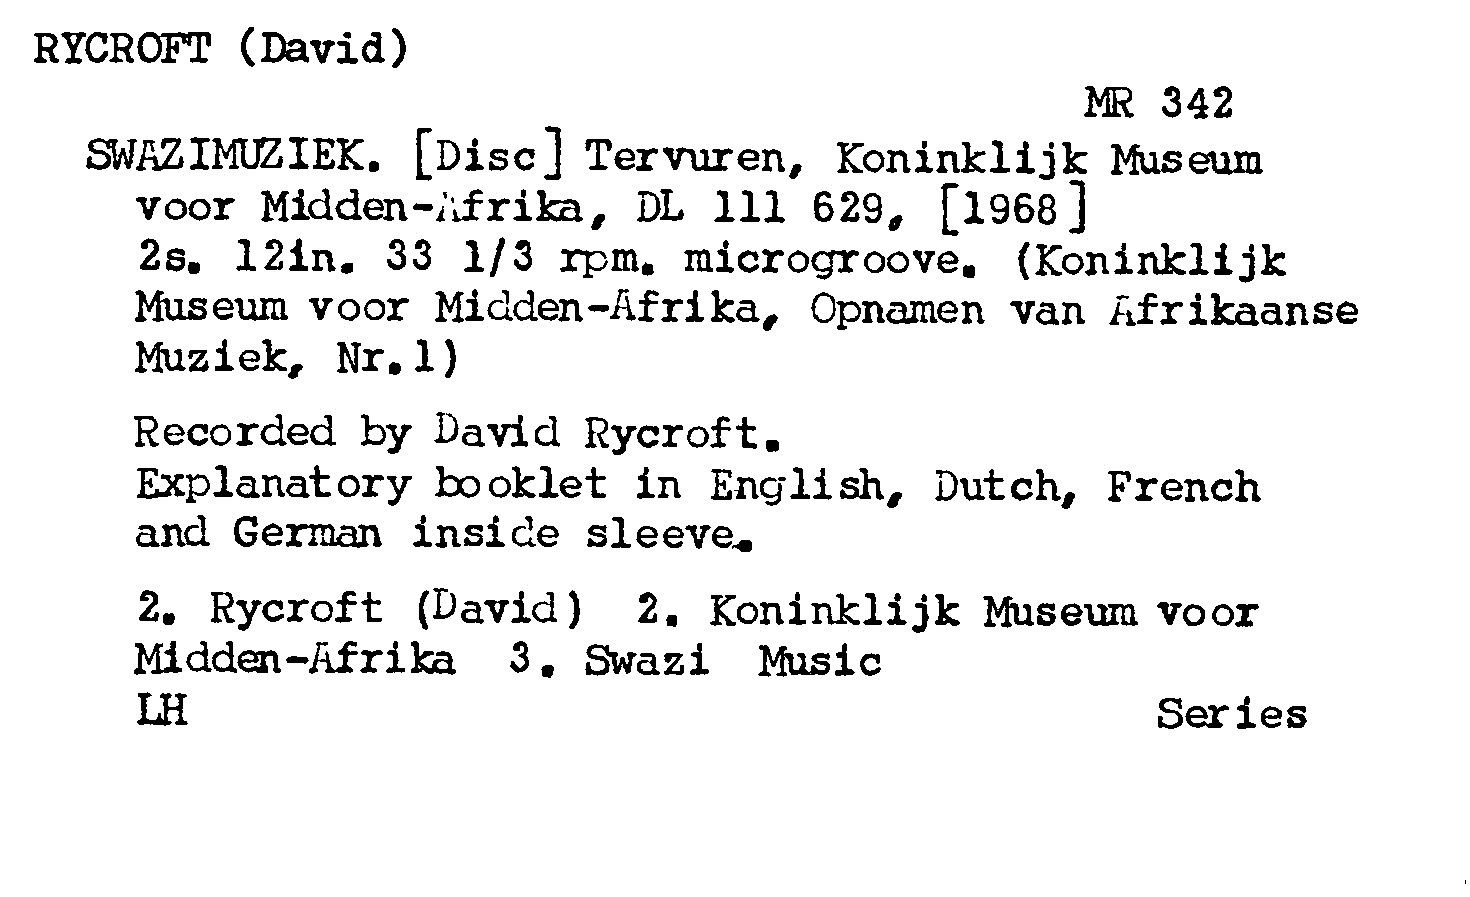 RYCROFT (David)
MR 342
SWAZIMUZIEK. [Disc] Tervuren, Koninklijk Museum
voor Midden-Afrika, DL 111 629, [1968]
2s. 12in. 33 1/3 rpm. microgroove. (Koninklijk
Museum voor Midden-Afrika, Opnamen van Afrikaanse
Muziek, Nr.1)
Recorded by David Rycroft.
Explanatory booklet in English, Dutch, French
and German inside sleeve.
2. Rycroft (David) 2. Koninklijk Museum voor
Midden-Afrika 3. Swazi Music
LH Series